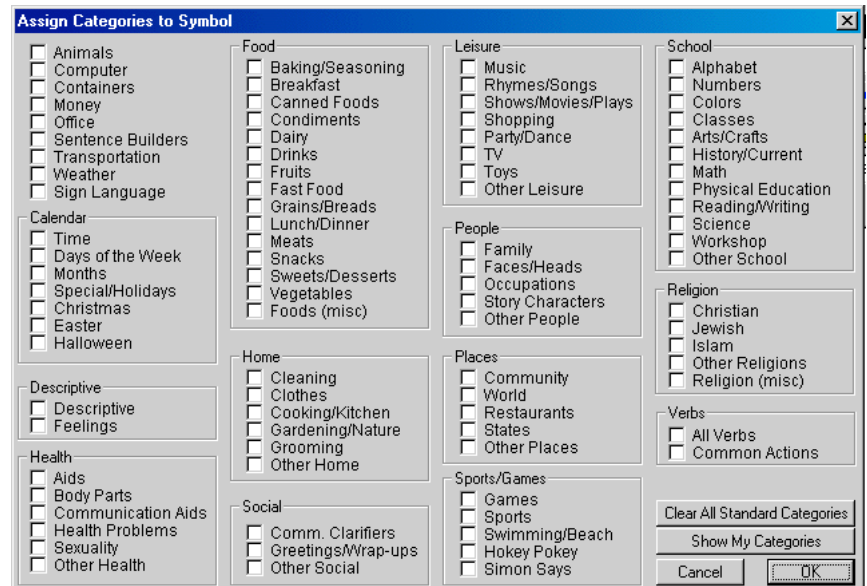 Assign Categories to Symbol
Animals
Computer
Containers
Money
Office
Sentence Builders
Transportation
Weather
Sign Language
Calendar
Time
Days of the Week
Months
Special/Holidays
Christmas
Easter
Halloween
Descriptive
Descriptive
Feelings
Health
Aids
Body Parts
Communication Aids
Health Problems
Sexuality
Other Health
Food
Baking/Seasoning
Breakfast
Canned Foods
Condiments
Dairy
Drinks
Fruits
Fast Food
Grains/Breads
Lunch/Dinner
Meats
Snacks
Sweets/Desserts
Vegetables
Foods (misc)
Home
Cleaning
Clothes
Cooking/Kitchen
Gardening/Nature
Grooming
Other Home
Social
Comm. Clarifiers
Greetings/Wrap-ups
Other Social
Leisure
Music
Rhymes/Songs
Shows/Movies/Plays
Shopping
Party/Dance
TV
Toys
Other Leisure
People
Family
Faces/Heads
Occupations
Story Characters
Other People
Places
Community
World
Restaurants
States
Other Places
Sports/Games
Games
Sports
Swimming/Beach
Hokey Pokey
Simon Says
School
Alphabet
Numbers
Colors
Classes
Arts/Crafts
History/Current
Math
Physical Education
Reading/Writing
Science
Workshop
Other School
Religion
Christian
Jewish
Islam
Other Religions
Religion (misc)
Verbs
All Verbs
Common Actions
Clear All Standard Categories
Show My Categories
Cancel
OK